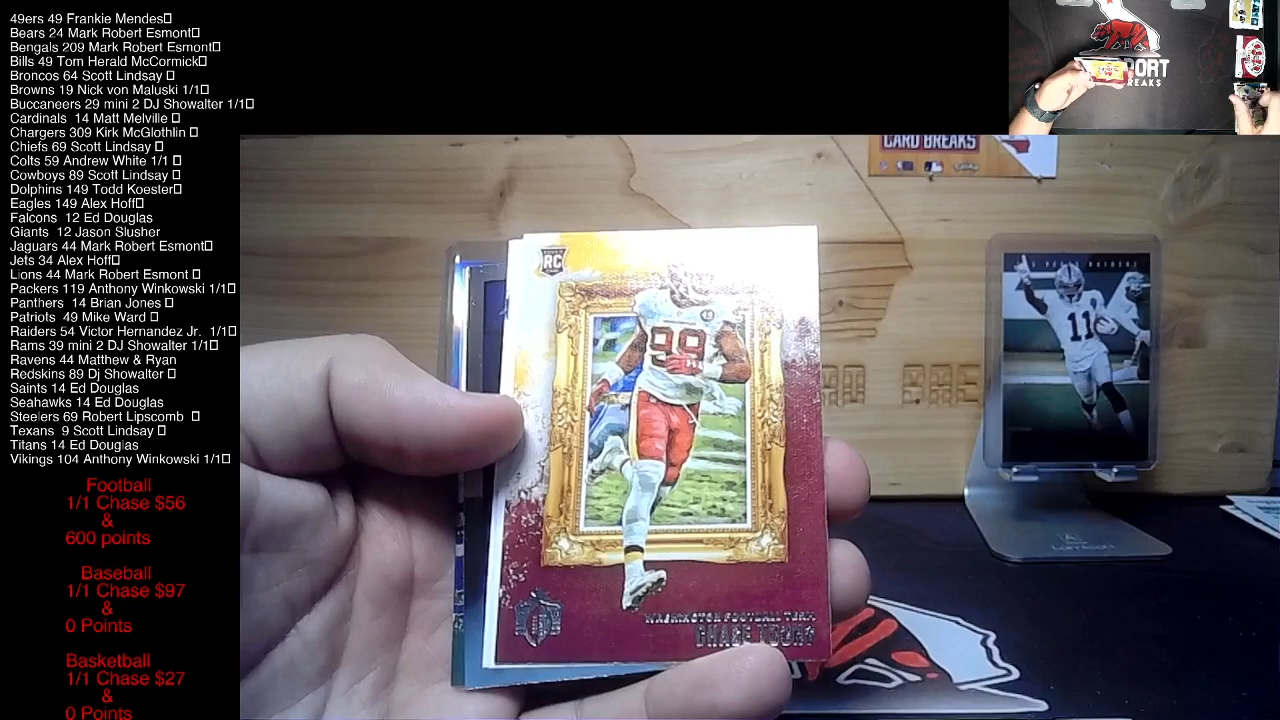 49ers 49 Frankie Mendes
Bears 24 Mark Robert Esmont
Bengals 209 Mark Robert Esmont
Bills 49 Tom Herald McCormick
Broncos 64 Scott Lindsay
Browns 19 Nick von Maluski 1/1
Buccaneers 29 mini 2 DJ Showalter 1/1
Cardinals 14 Matt Melville
Chargers 309 Kirk McGlothlin
Chiefs 69 Scott Lindsay
Colts 59 Andrew White 1/1
Cowboys 89 Scott Lindsay
Dolphins 149 Todd Koester
Eagles 149 Alex Hoff
Falcons 12 Ed Douglas
Giants 12 Jason Slusher
Jaguars 44 Mark Robert Esmont
Jets 34 Alex Hoff
Lions 44 Mark Robert Esmont
Packers 119 Anthony Winkowski 1/1
Panthers 14 Brian Jones
Patriots 49 Mike Ward
Raiders 54 Victor Hernandez Jr. 1/1
Rams 39 mini 2 DJ Showalter 1/1
Ravens 44 Matthew & Ryan
Redskins 89 Dj Showalter
Saints 14 Ed Douglas
Seahawks 14 Ed Douglas
Steelers 69 Robert Lipscomb
Texans 9 Scott Lindsay
Titans 14 Ed Douglas
Vikings 104 Anthony Winkowski 1/1
Football
1/1 Chase $56
&
600 points
Baseball
1/1 Chase $97
&
0 Points
Basketball
1/1 Chase $27
&
0 Points
CARD BREAKS
RC
99
WASHINGTON FOOTBALL TEAM
CHASE YOUNG
RAIDERS
11
PORT
BREAKS